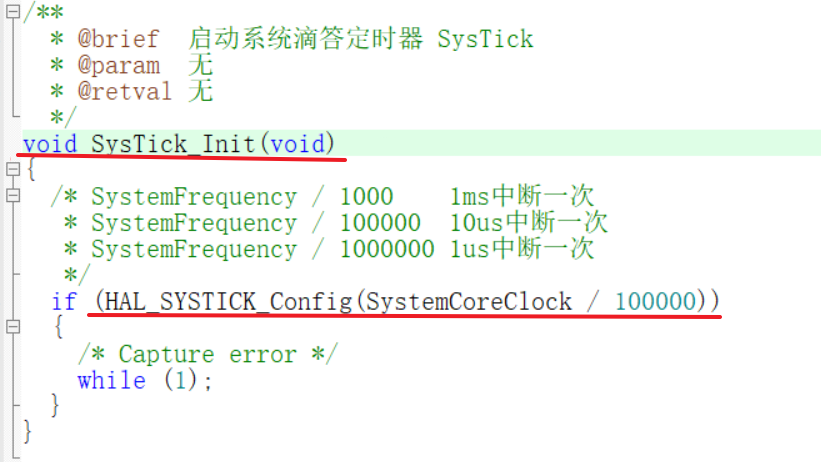 /**
  * @brief  启动系统滴答定时器 SysTick
  * @param  无
  * @retval 无
  */
void SysTick_Init(void)
{
  /* SystemFrequency / 1000    1ms中断一次
   * SystemFrequency / 100000  10us中断一次
   * SystemFrequency / 1000000 1us中断一次
   */
  if (HAL_SYSTICK_Config(SystemCoreClock / 100000))
  {
    /* Capture error */
    while (1);
  }
}